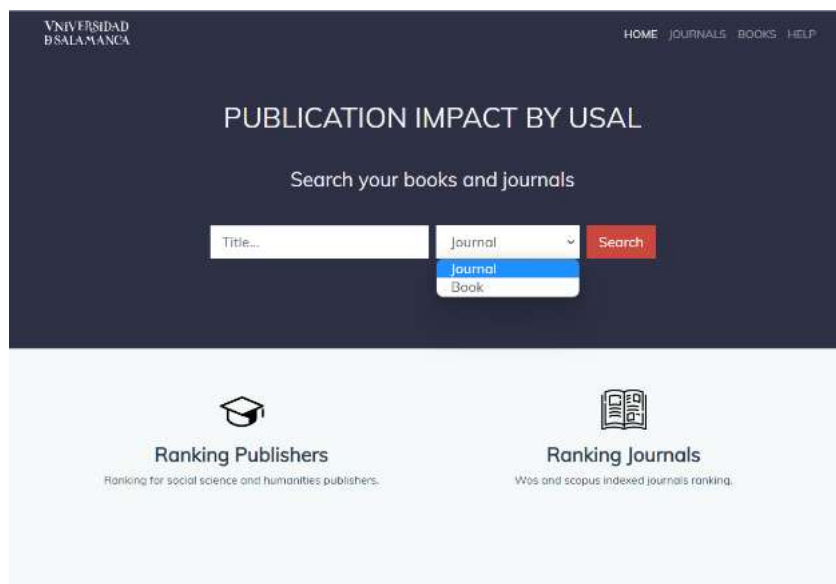 VNiVERSiDAD
D SALAMANCA
HOME JOURNALS BOOKS HELP
PUBLICATION IMPACT BY USAL
Search your books and journals
Title... Journal Search
Journal
Book
Ranking Publishers
Ranking for social science and humanities publishers.
Ranking Journals
Wos and scopus indexed journals ranking.